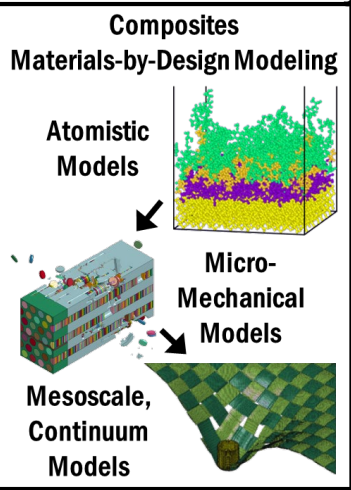 Composites
Materials-by-Design Modeling
Atomistic
Models
Micro-
Mechanical
Models
Mesoscale,
Continuum
Models